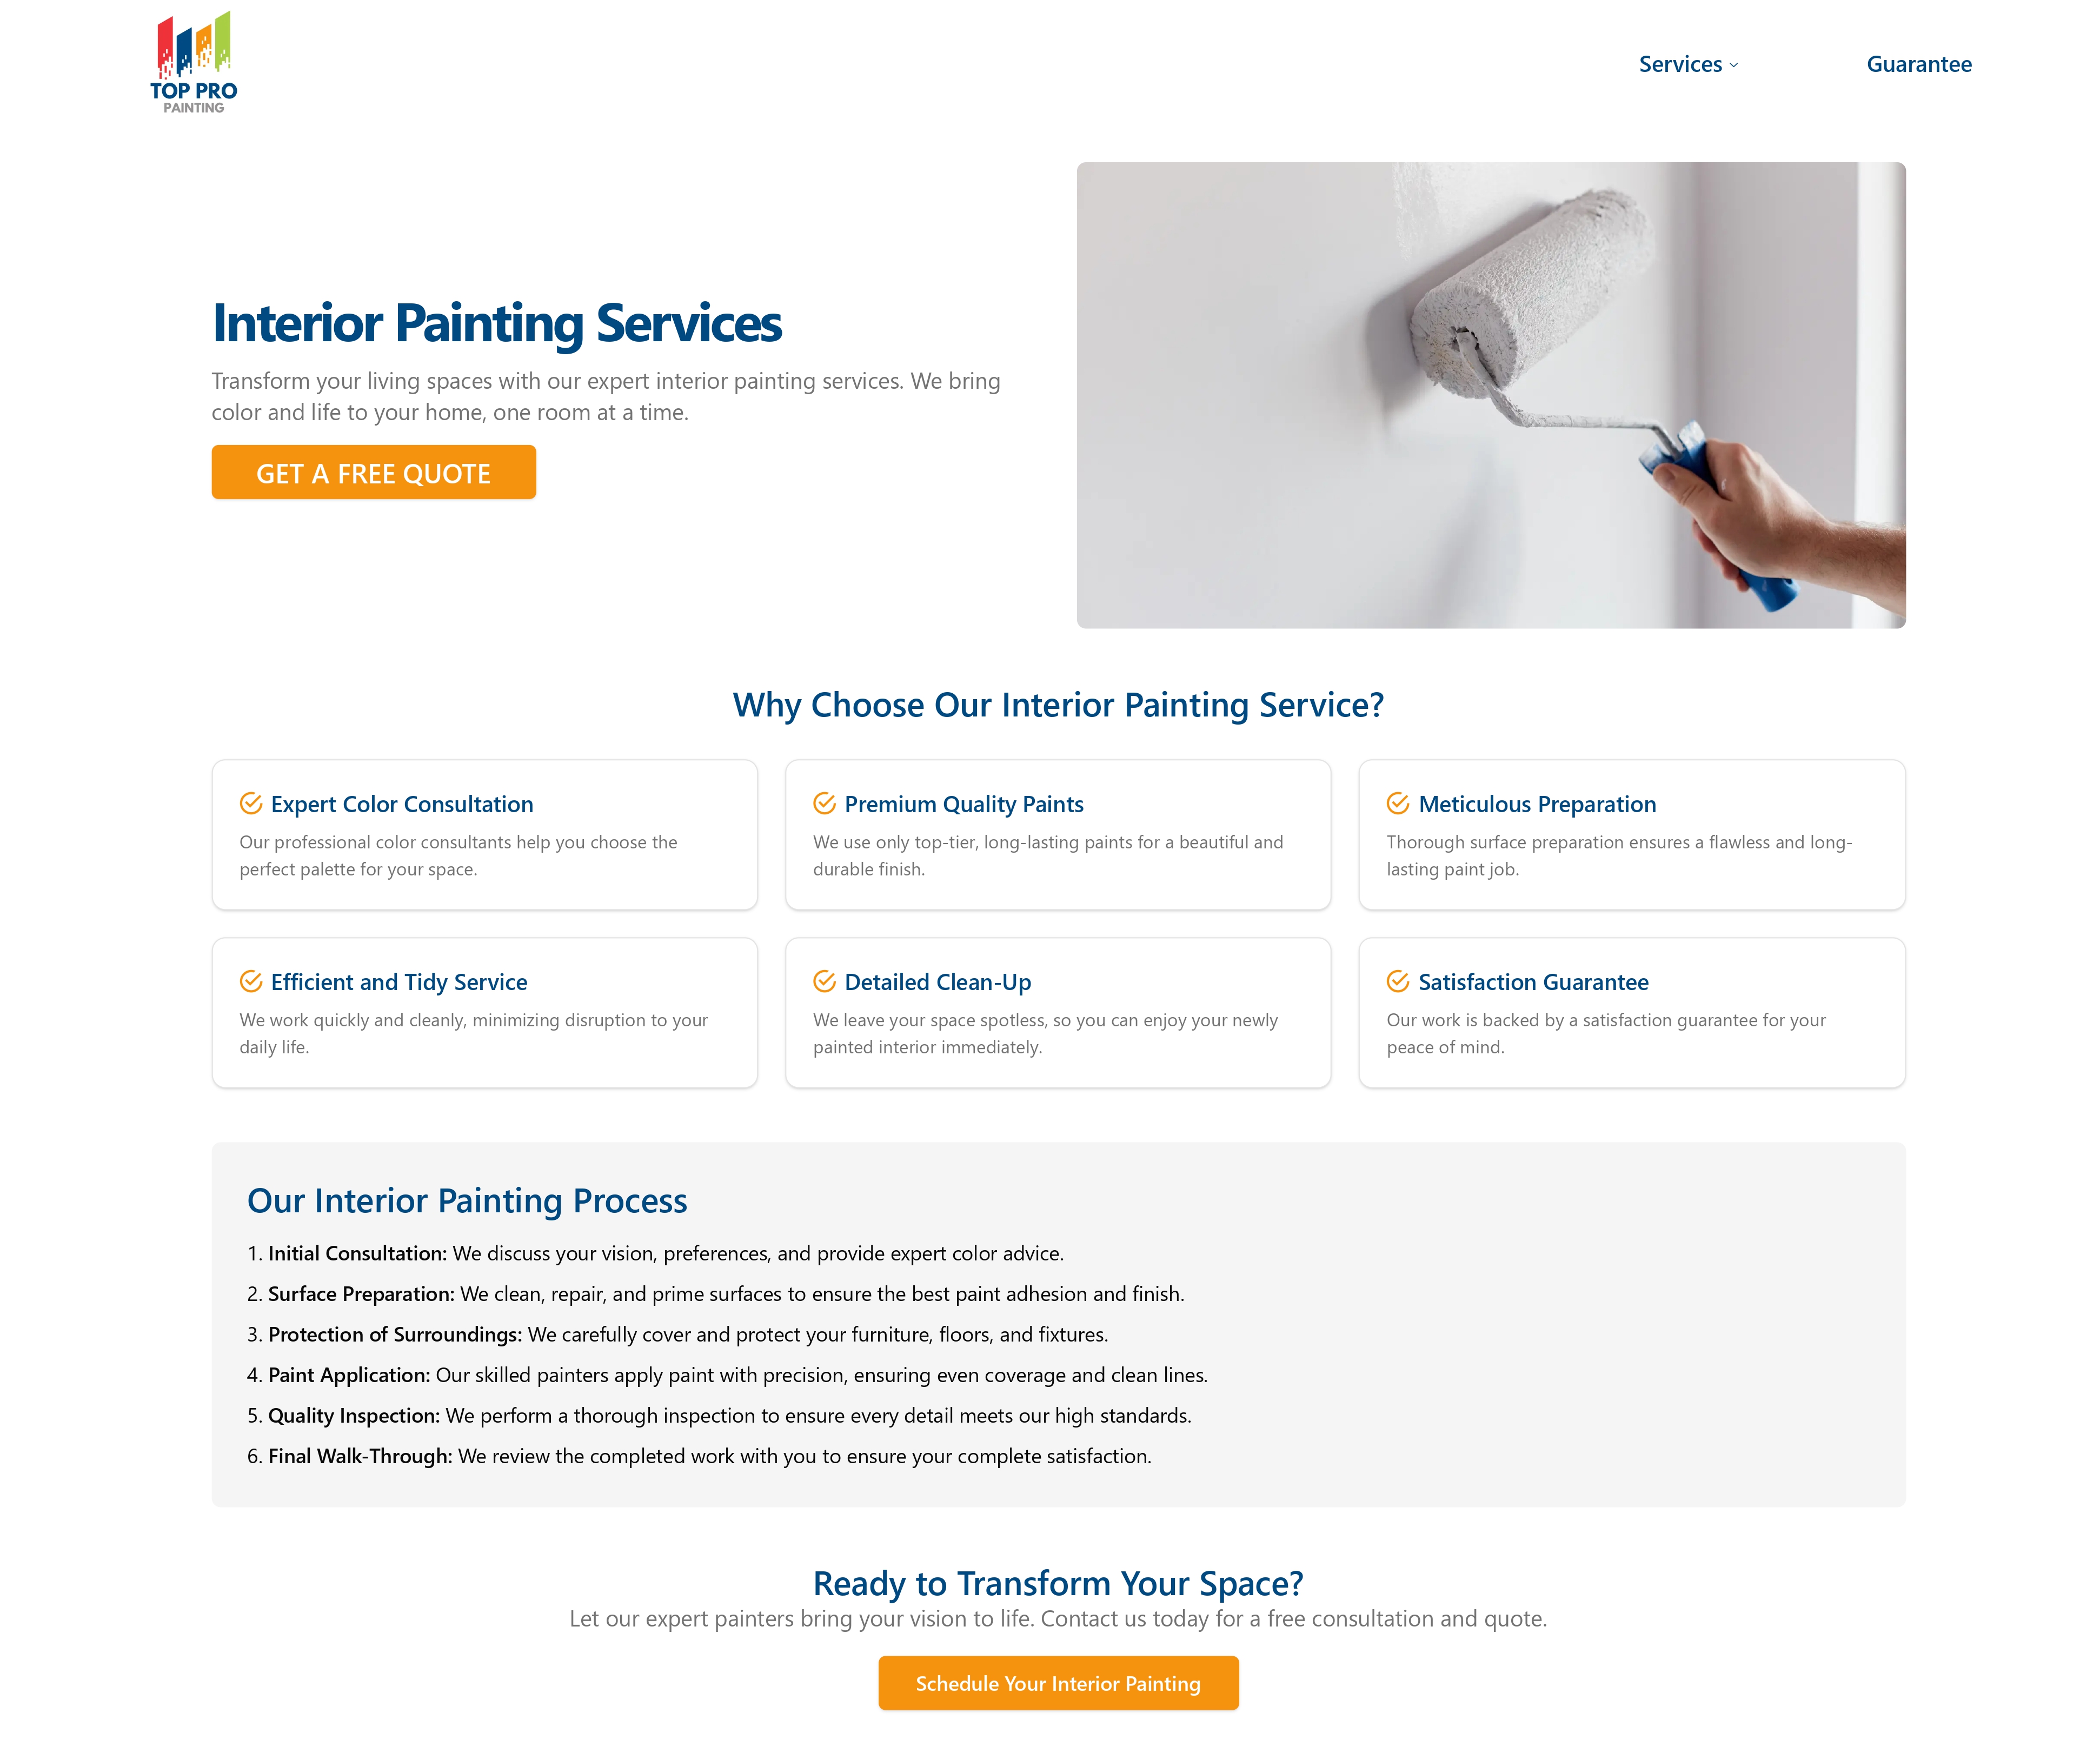 TOP PRO
PAINTING
Services
Guarantee
Interior Painting Services
Transform your living spaces with our expert interior painting services. We bring
color and life to your home, one room at a time.
GET A FREE QUOTE
Why Choose Our Interior Painting Service?
Expert Color Consultation
Our professional color consultants help you choose the
perfect palette for your space.
Premium Quality Paints
We use only top-tier, long-lasting paints for a beautiful and
durable finish.
Meticulous Preparation
Thorough surface preparation ensures a flawless and long-
lasting paint job.
Efficient and Tidy Service
We work quickly and cleanly, minimizing disruption to your
daily life.
Detailed Clean-Up
We leave your space spotless, so you can enjoy your newly
painted interior immediately.
Satisfaction Guarantee
Our work is backed by a satisfaction guarantee for your
peace of mind.
Our Interior Painting Process
1. Initial Consultation: We discuss your vision, preferences, and provide expert color advice.
2. Surface Preparation: We clean, repair, and prime surfaces to ensure the best paint adhesion and finish.
3. Protection of Surroundings: We carefully cover and protect your furniture, floors, and fixtures.
4. Paint Application: Our skilled painters apply paint with precision, ensuring even coverage and clean lines.
5. Quality Inspection: We perform a thorough inspection to ensure every detail meets our high standards.
6. Final Walk-Through: We review the completed work with you to ensure your complete satisfaction.
Ready to Transform Your Space?
Let our expert painters bring your vision to life. Contact us today for a free consultation and quote.
Schedule Your Interior Painting